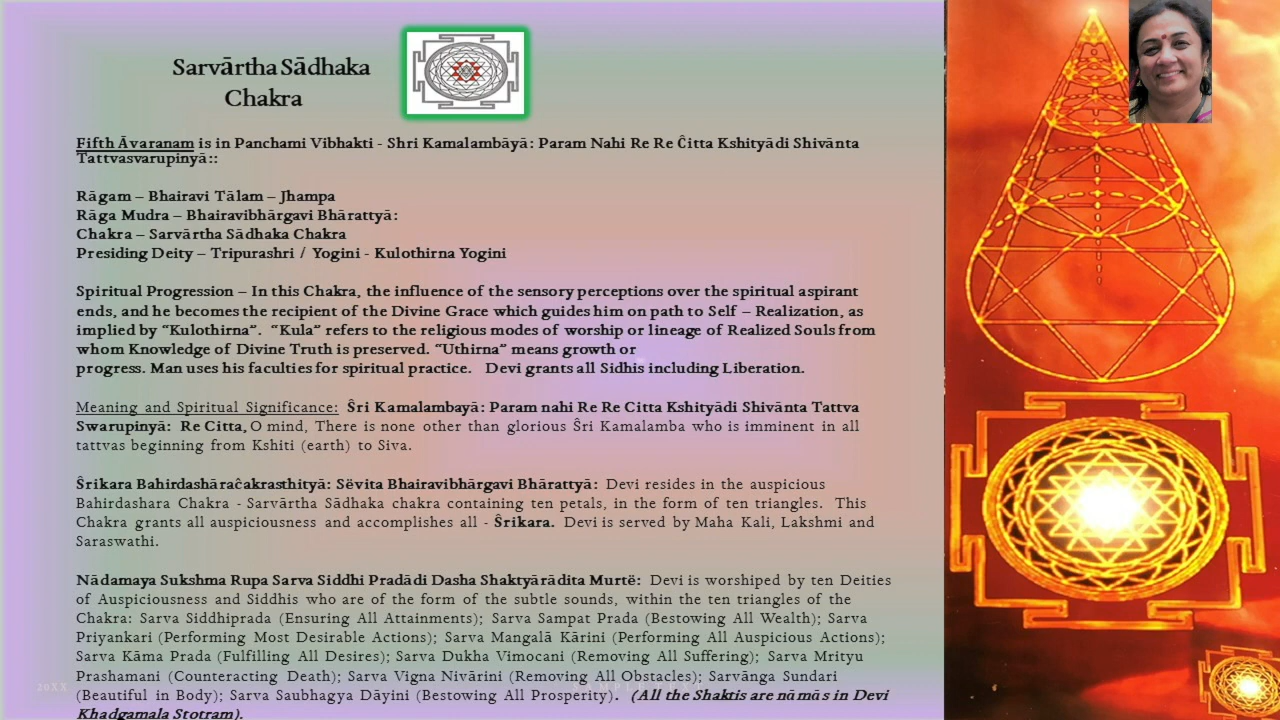 Sarvārtha Sādhaka
Chakra
Fifth Āvaranam is in Panchami Vibhakti - Shri Kamalambāyā: Param Nahi Re Re Ĉitta Kshityādi Shivānta
Tattvasvarupinyā::
Rāgam – Bhairavi Tālam – Jhampa
Rāga Mudra – Bhairavibhārgavi Bhārattyā:
Chakra – Sarvārtha Sādhaka Chakra
Presiding Deity – Tripurashri / Yogini - Kulothirna Yogini
Spiritual Progression – In this Chakra, the influence of the sensory perceptions over the spiritual aspirant
ends, and he becomes the recipient of the Divine Grace which guides him on path to Self – Realization, as
implied by “Kulothirna”. “Kula” refers to the religious modes of worship or lineage of Realized Souls from
whom Knowledge of Divine Truth is preserved. “Uthirna” means growth or
progress. Man uses his faculties for spiritual practice. Devi grants all Sidhis including Liberation.
Meaning and Spiritual Significance: Ŝri Kamalambayā: Param nahi Re Re Citta Kshityādi Shivānta Tattva
Swarupinyā: Re Citta, O mind, There is none other than glorious Ŝri Kamalamba who is imminent in all
tattvas beginning from Kshiti (earth) to Siva.
Ŝrikara Bahirdashāraĉakrasthityā: Sëvita Bhairavibhārgavi Bhārattyā: Devi resides in the auspicious
Bahirdashara Chakra - Sarvārtha Sādhaka chakra containing ten petals, in the form of ten triangles. This
Chakra grants all auspiciousness and accomplishes all - Ŝrikara. Devi is served by Maha Kali, Lakshmi and
Saraswathi.
Nādamaya Sukshma Rupa Sarva Siddhi Pradādi Dasha Shaktyārādita Murtë: Devi is worshiped by ten Deities
of Auspiciousness and Siddhis who are of the form of the subtle sounds, within the ten triangles of the
Chakra: Sarva Siddhiprada (Ensuring All Attainments); Sarva Sampat Prada (Bestowing All Wealth); Sarva
Priyankari (Performing Most Desirable Actions); Sarva Mangalā Kārini (Performing All Auspicious Actions);
Sarva Kāma Prada (Fulfilling All Desires); Sarva Dukha Vimocani (Removing All Suffering); Sarva Mrityu
Prashamani (Counteracting Death); Sarva Vigna Nivārini (Removing All Obstacles); Sarvānga Sundari
20XX
(Beautiful in Body); Sarva Saubhagya Dāyini (Bestowing All Prosperity). (All the Shaktis are nāmās in Devi
Khadgamala Stotram).